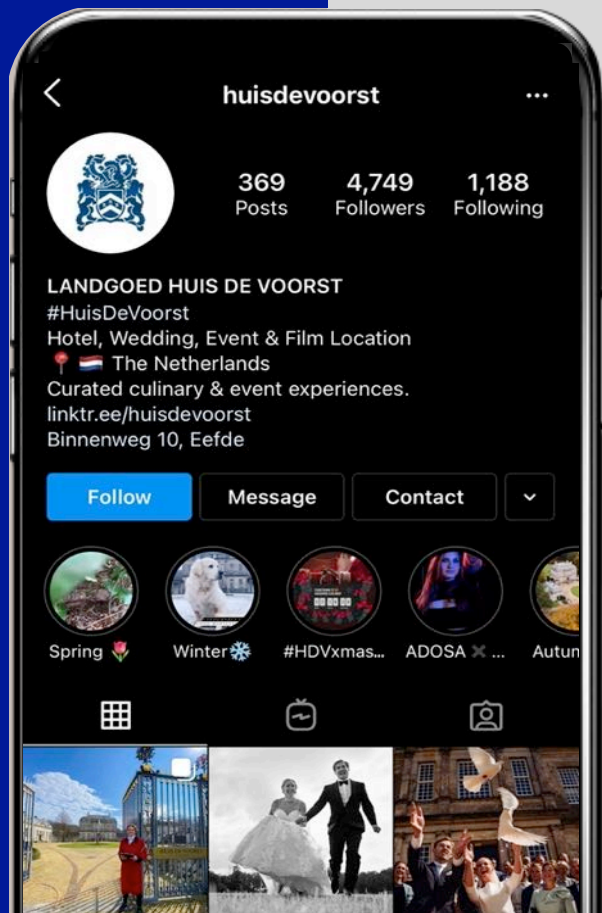 huisdevoorst
369 4,749 1,188
Posts Followers Following
LANDGOED HUIS DE VOORST
#HuisDeVoorst
Hotel, Wedding, Event & Film Location
📍 🇳🇱 The Netherlands
Curated culinary & event experiences.
linktr.ee/huisdevoorst
Binnenweg 10, Eefde
Follow Message Contact
Spring 🌷 Winter❄️ #HDVxmas... ADOSA ✖️ ... Autun